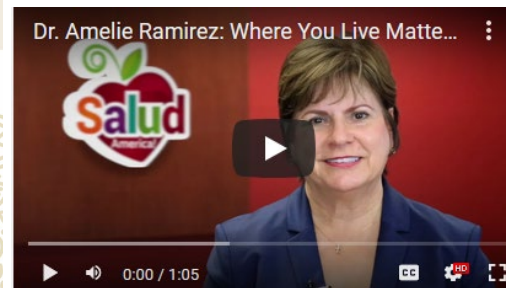 Dr. Amelie Ramirez: Where You Live Matte...
Salud
America!
0:00 / 1:05
CC
HD